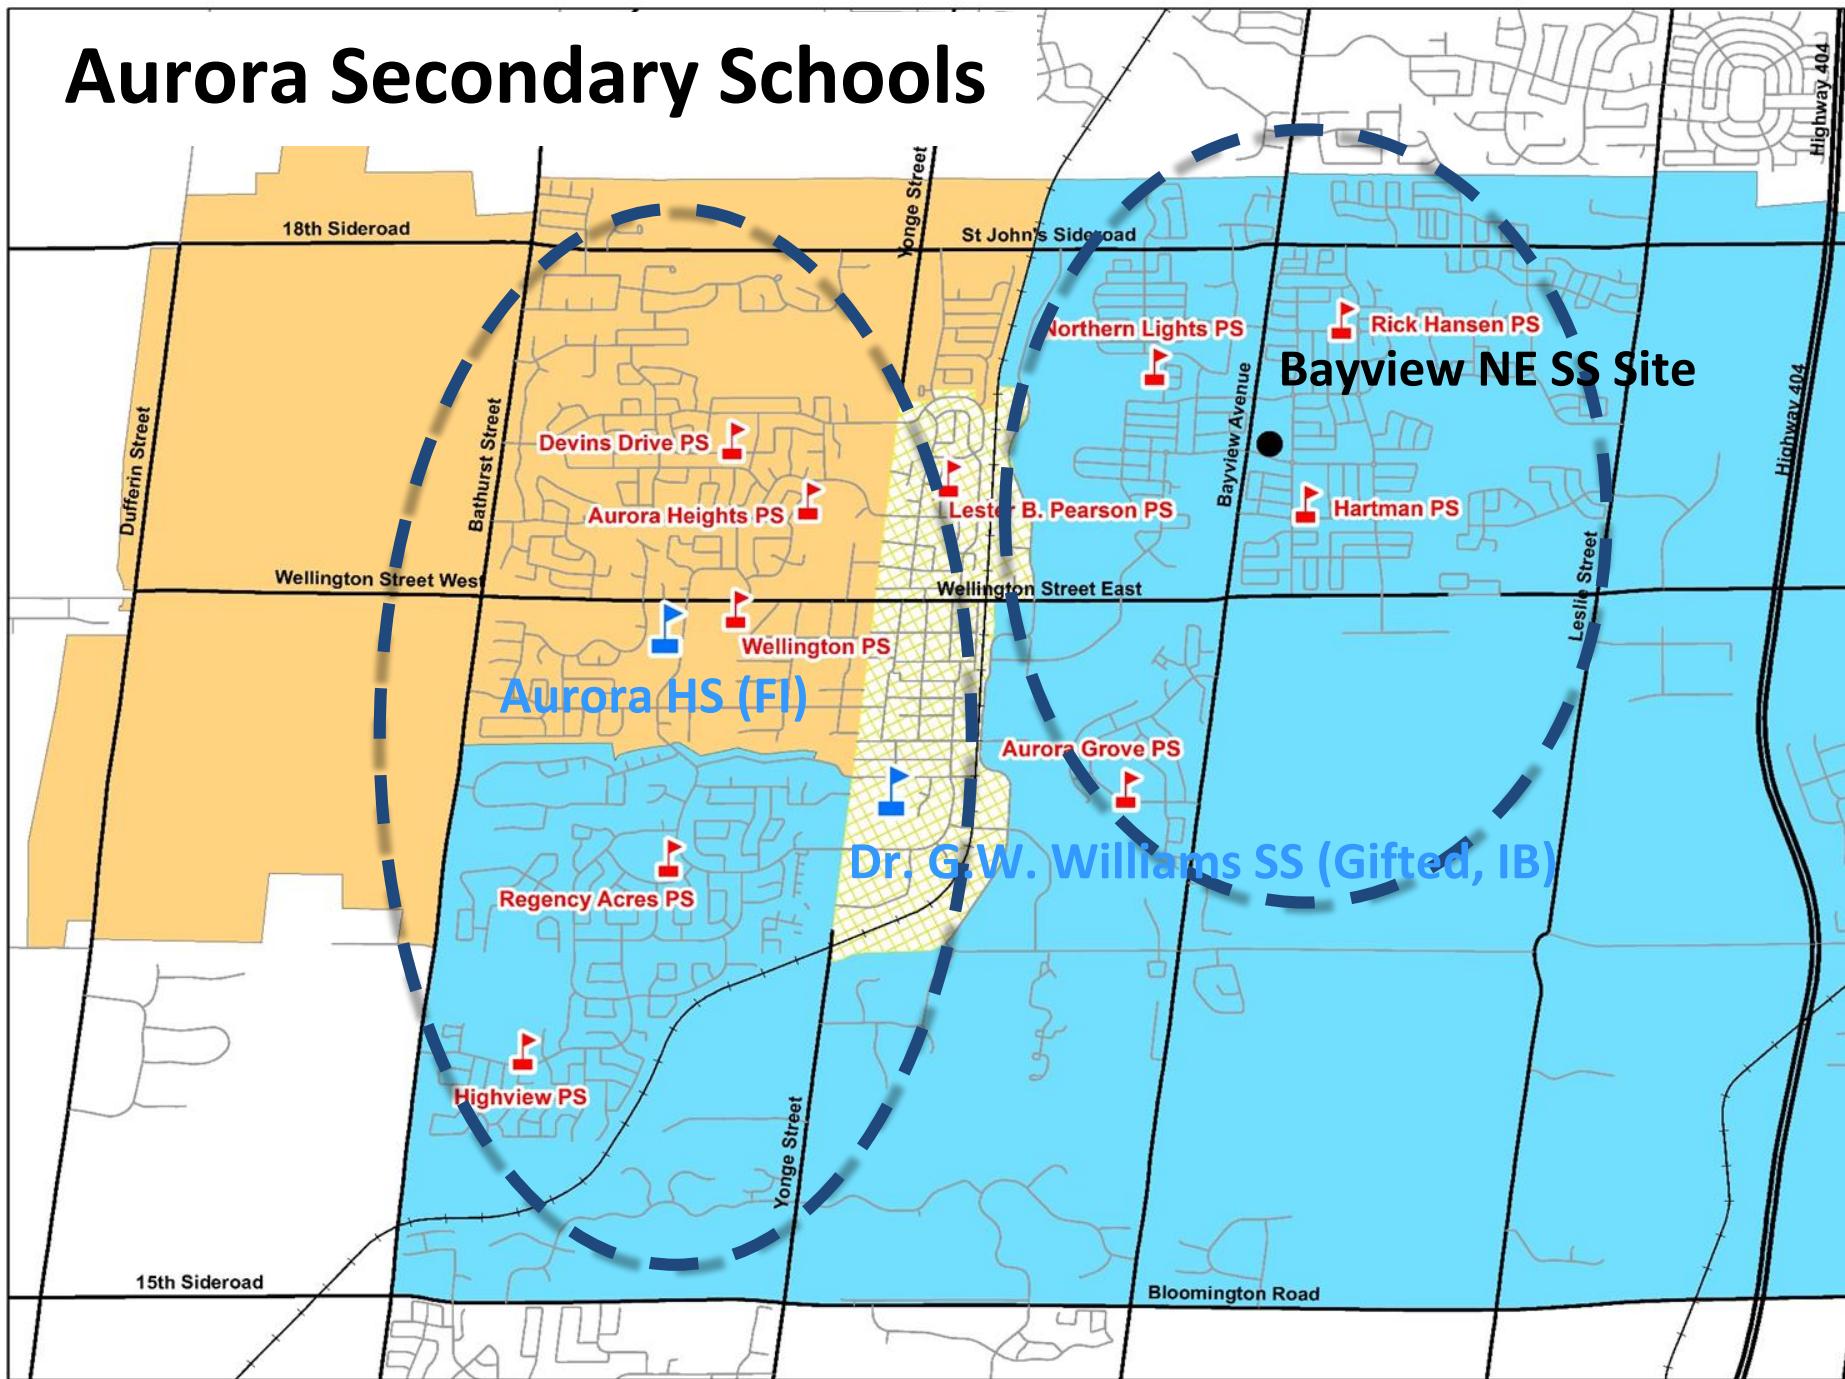 Aurora Secondary Schools
Highway 404
Yonge Street
18th Sideroad
St John's Sideroad
Northern Lights PS
Rick Hansen PS
Bayview NE SS Site
Bayview Avenue
Highway 404
Dufferin Street
Bathurst Street
Devins Drive PS
Aurora Heights PS
Lester B. Pearson PS
Hartman PS
Leslie Street
Wellington Street West
Wellington Street East
Wellington PS
Aurora HS (FI)
Aurora Grove PS
Dr. G.W. Williams SS (Gifted, IB)
Regency Acres PS
Highview PS
Yonge Street
15th Sideroad
Bloomington Road